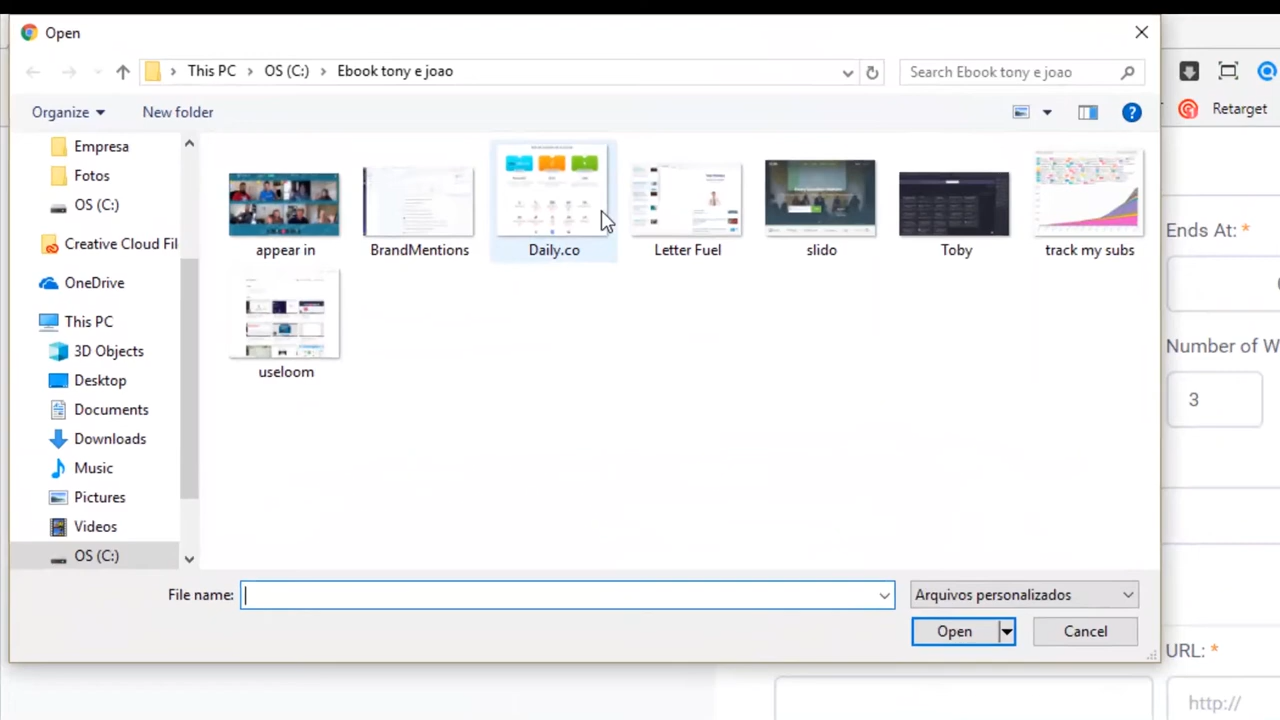 Open
This PC
OS (C:)
Ebook tony e joao
Search Ebook tony e joao
Organize
New folder
?
Retarget
Empresa
Fotos
OS (C:)
Creative Cloud Fil
OneDrive
This PC
3D Objects
Desktop
Documents
Downloads
Music
Pictures
Videos
OS (C:)
appear in
BrandMentions
Daily.co
Letter Fuel
slido
Toby
track my subs
useloom
Ends At: *
Number of W
3
File name:
Arquivos personalizados
Open
Cancel
URL: *
http://